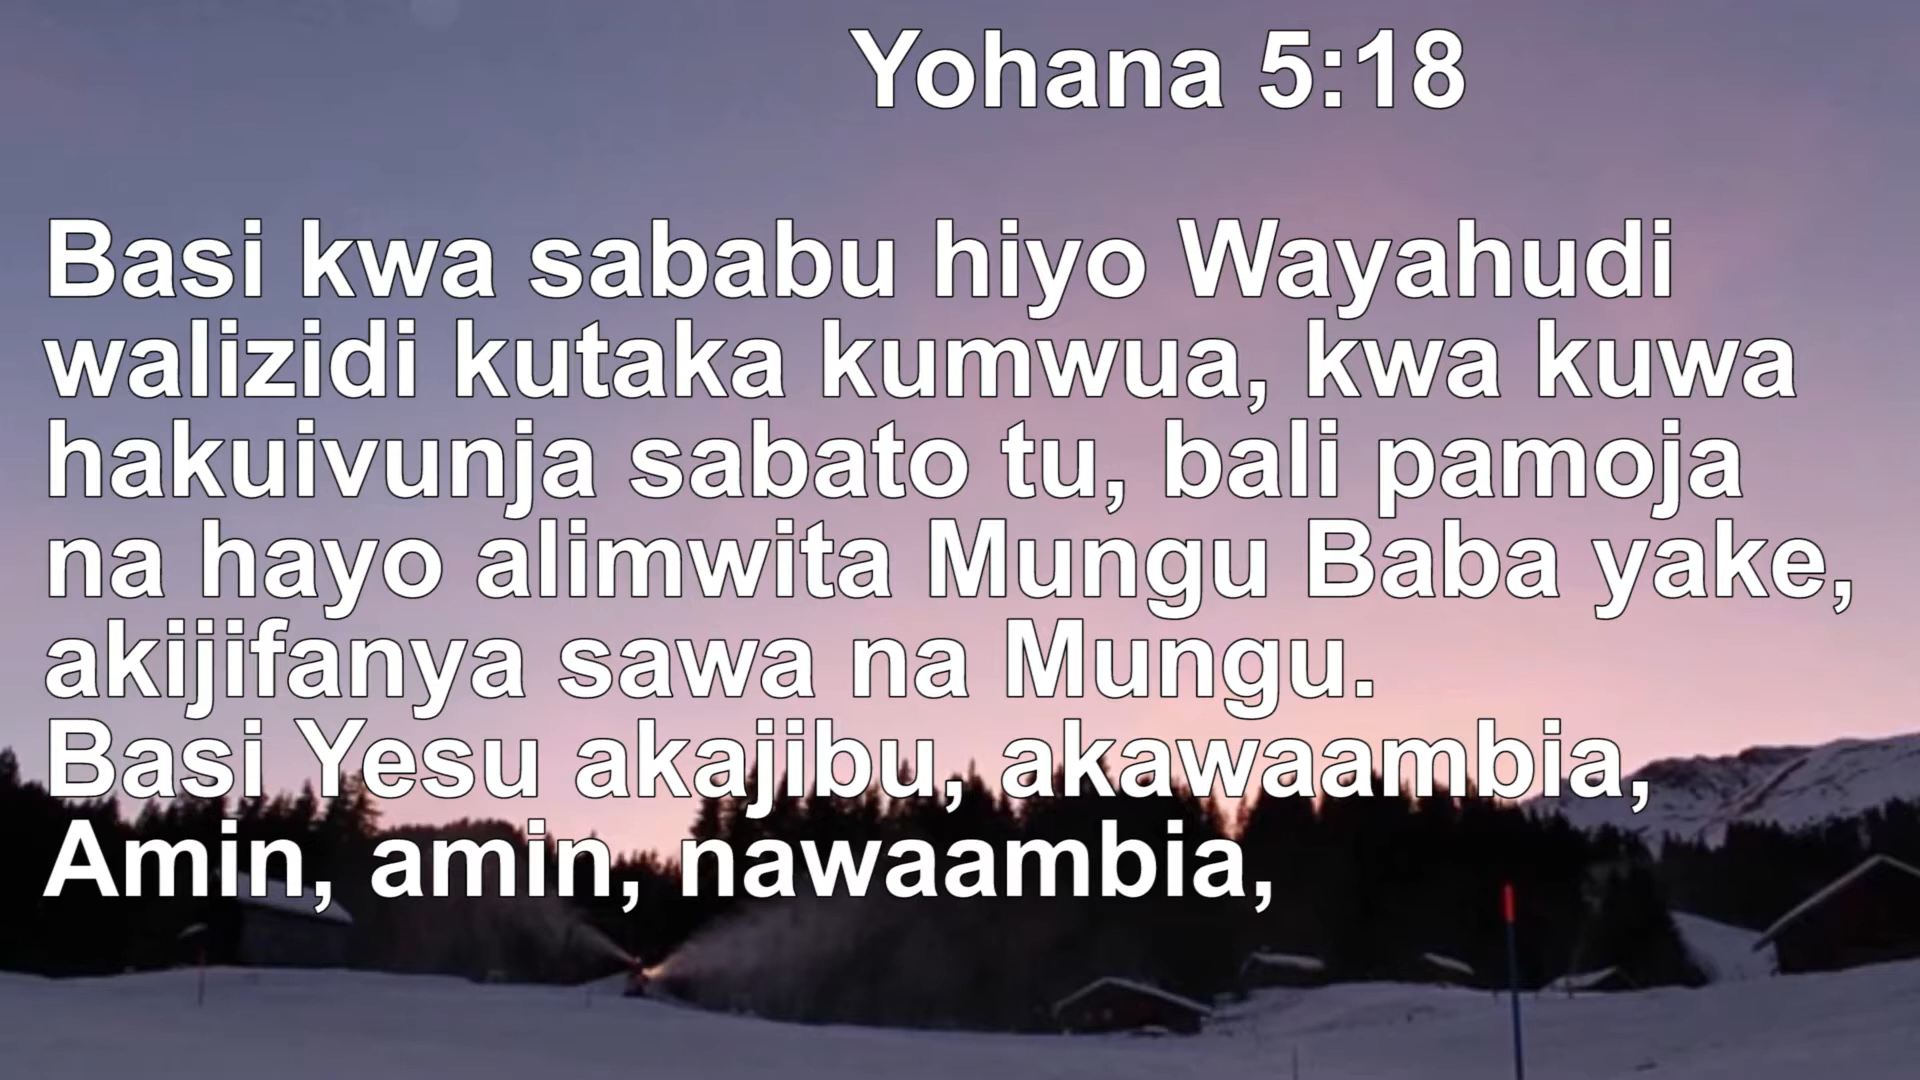 Yohana 5:18
Basi kwa sababu hiyo Wayahudi
walizidi kutaka kumwua, kwa kuwa
hakuivunja sabato tu, bali pamoja
na hayo alimwita Mungu Baba yake,
akijifanya sawa na Mungu.
Basi Yesu akajibu, akawaambia,
Amin, amin, nawaambia,